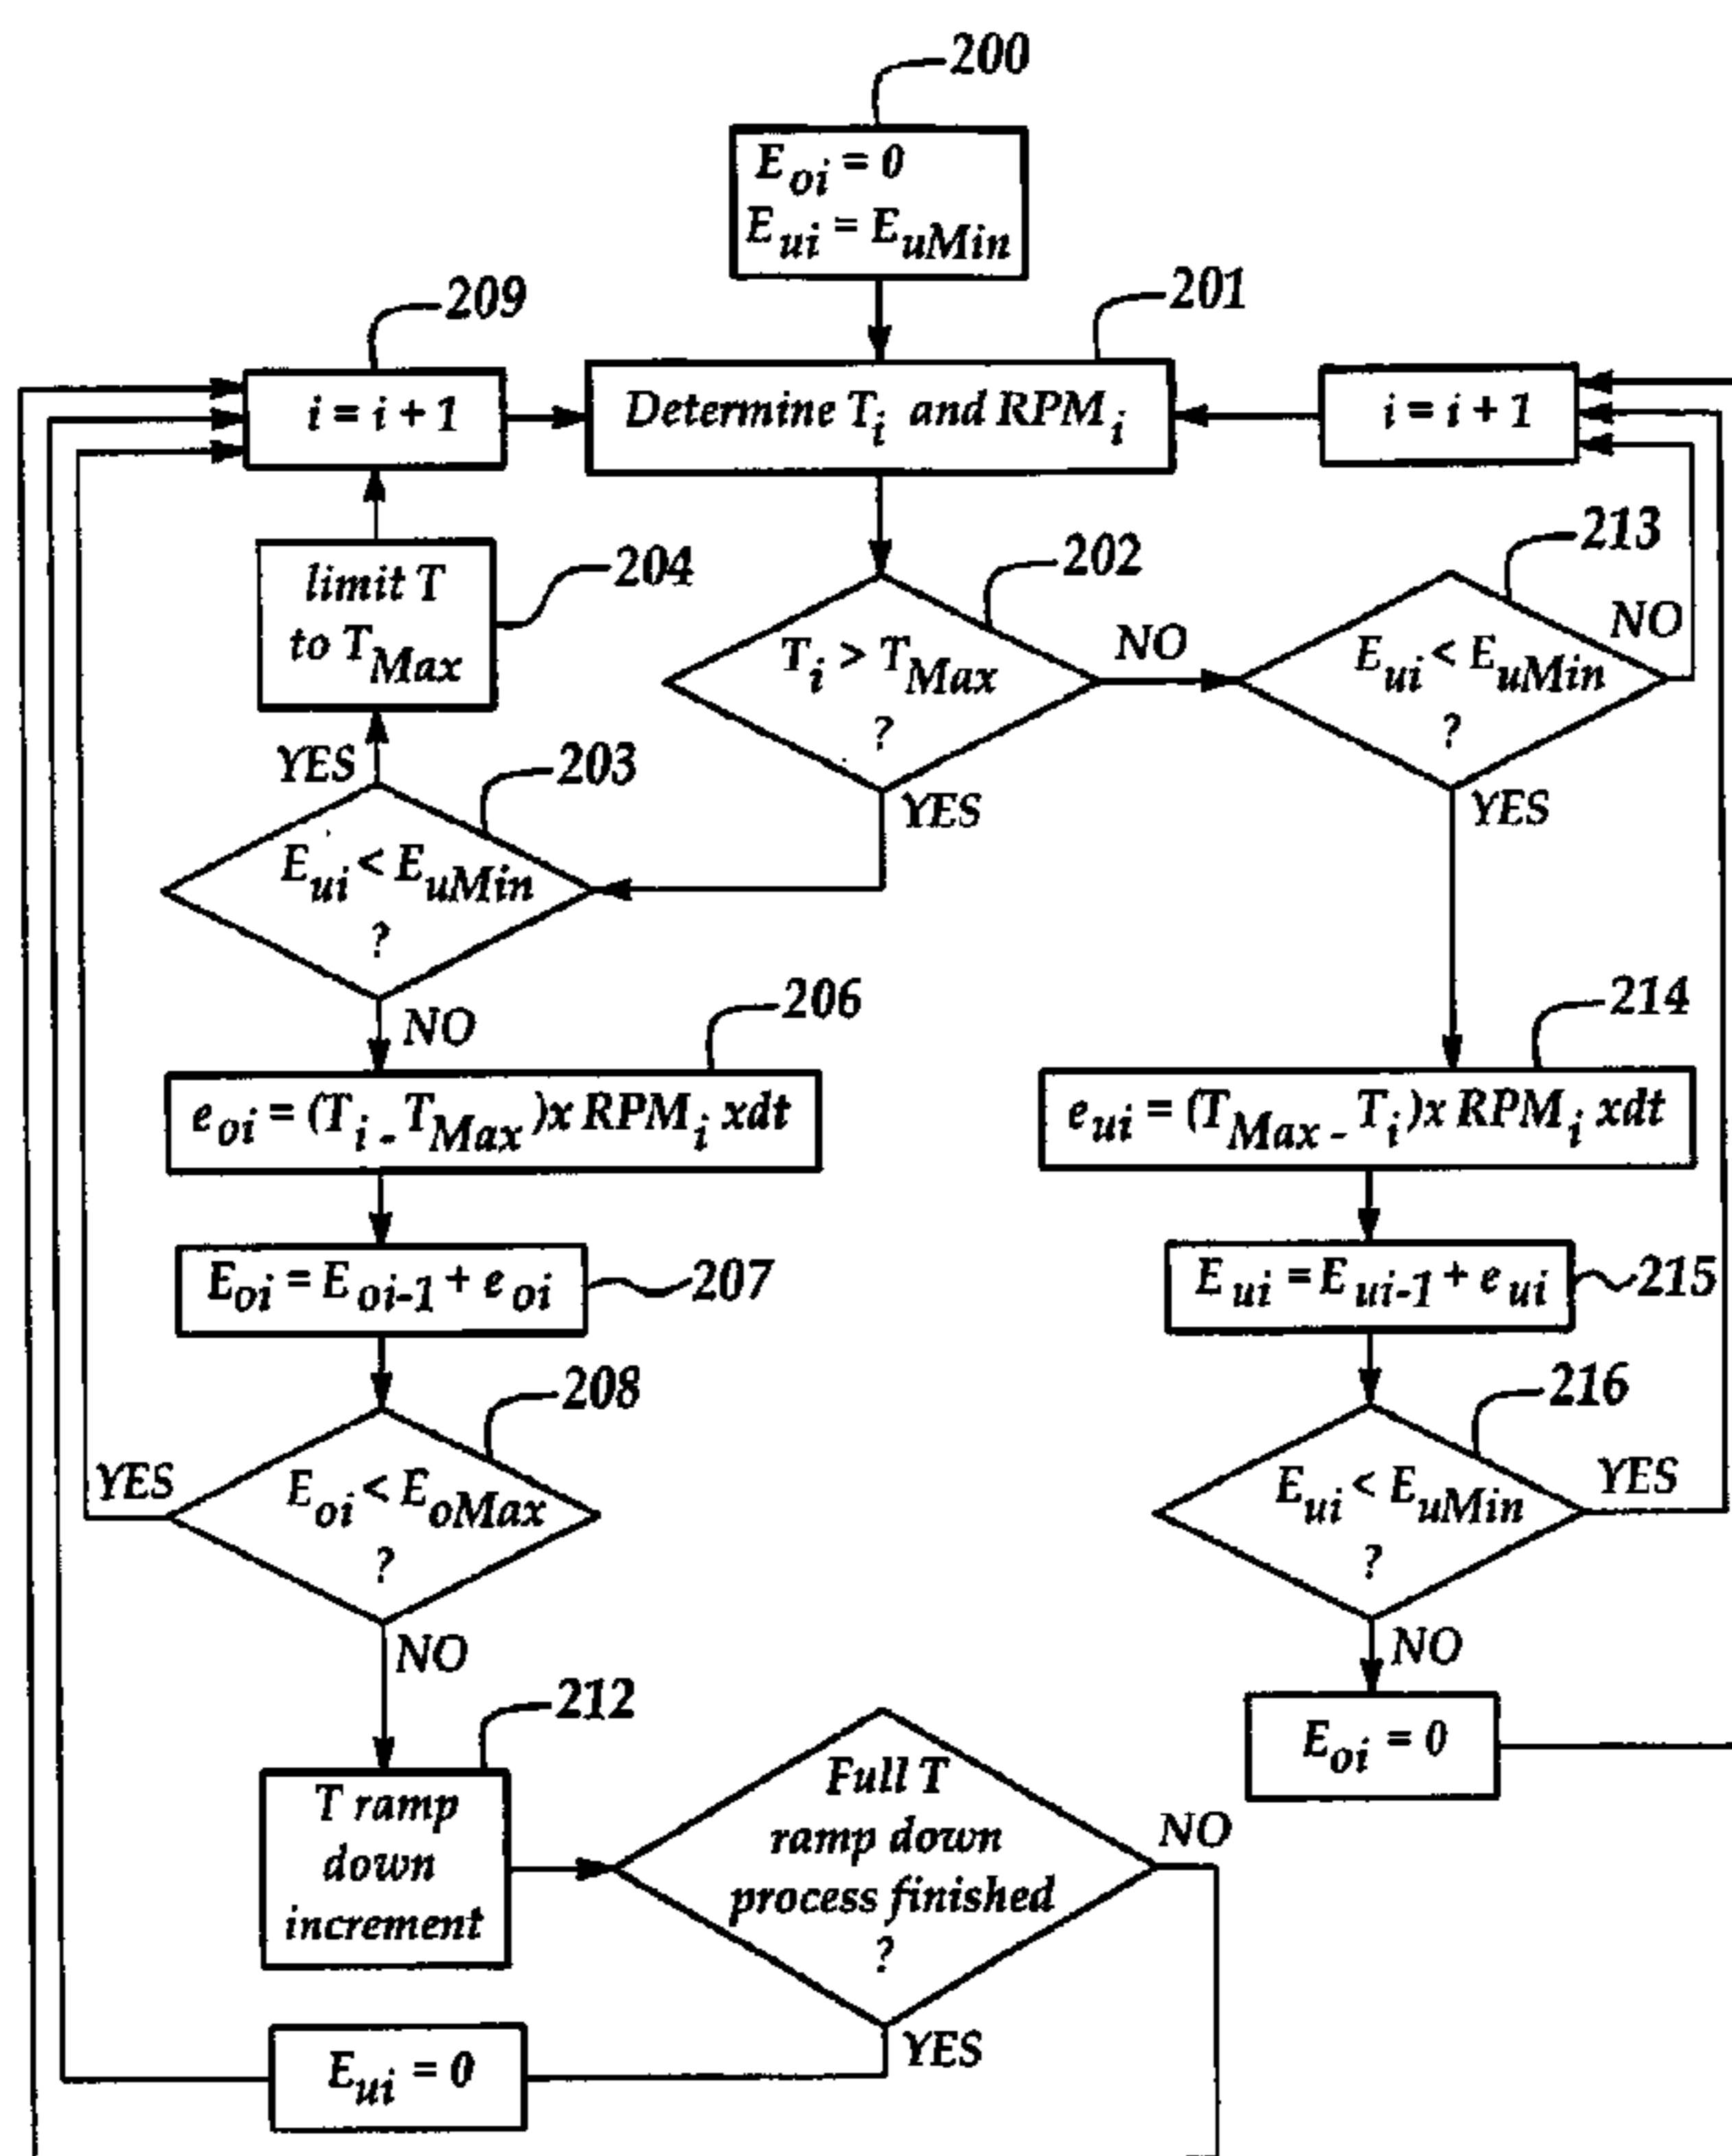 200
E_oi = 0
E_ui = E_uMin
209
201
i = i + 1
Determine T_i and RPM_i
i = i + 1
limit T
to T_Max
204
202
T_i > T_Max
?
NO
YES
213
E_ui < E_uMin
?
NO
YES
YES
203
E_ui < E_uMin
?
NO
206
e_oi = (T_i - T_Max)x RPM_i xdt
214
e_ui = (T_Max - T_i)x RPM_i xdt
E_oi = E_oi-1 + e_oi
207
E_ui = E_ui-1 + e_ui
215
208
YES
E_oi < E_oMax
?
NO
216
E_ui < E_uMin
?
YES
NO
E_oi = 0
212
T ramp
down
increment
Full T
ramp down
process finished
?
NO
YES
E_ui = 0